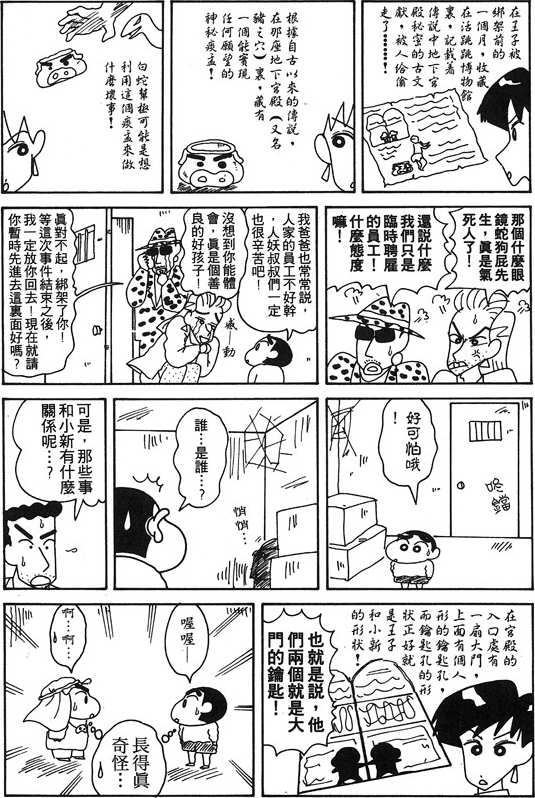 在王子被
綁架前的
一個月，收藏
在活跳跳博物館
裏，記載着
傳說中地下官
殿秘密的古文
獻，被人給偷
走了……！
根據自古以來的傳說，
在那座地下宮殿（又名
豬之穴）裏，藏有
一個能實現
任何願望的
神秘痰盂！
白蛇幫極可能是想
利用這個痰盂來做
什麼壞事！
那個什麼眼
鏡蛇狗屁先
生，真是氣
死人了！
還說什麼
我們只是
臨時聘雇
的員工！
什麼態度
嘛！
我爸爸也常常說，
人家的員工不好幹
，人妖叔叔們一定
也很辛苦吧！
沒想到你能體
會，真是個善
良的好孩子！
感動
真對不起，綁架了你！
等這次事件結束之後，
我一定放你回去！現在就請
你暫時先進去這裏面好嗎？
咚鐺
好可怕哦
！
誰…是誰…？
悄悄…
可是，那些事
和小新有什麼
關係呢…？
在宮殿的
入口處有
一扇大門，
上面有個人
形的鑰匙孔，
而鑰匙孔的形
狀正好就
是王子
和小新
的形狀！
也就是說，他
們兩個就是大
門的鑰匙！
喔喔—
啊…啊…
長得真
奇怪…